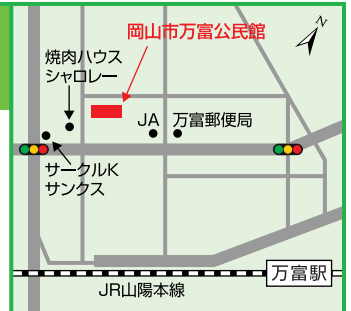 岡山市万富公民館
N
焼肉ハウス
シャロレー
JA
万富郵便局
サークルK
サンクス
万富駅
JR山陽本線